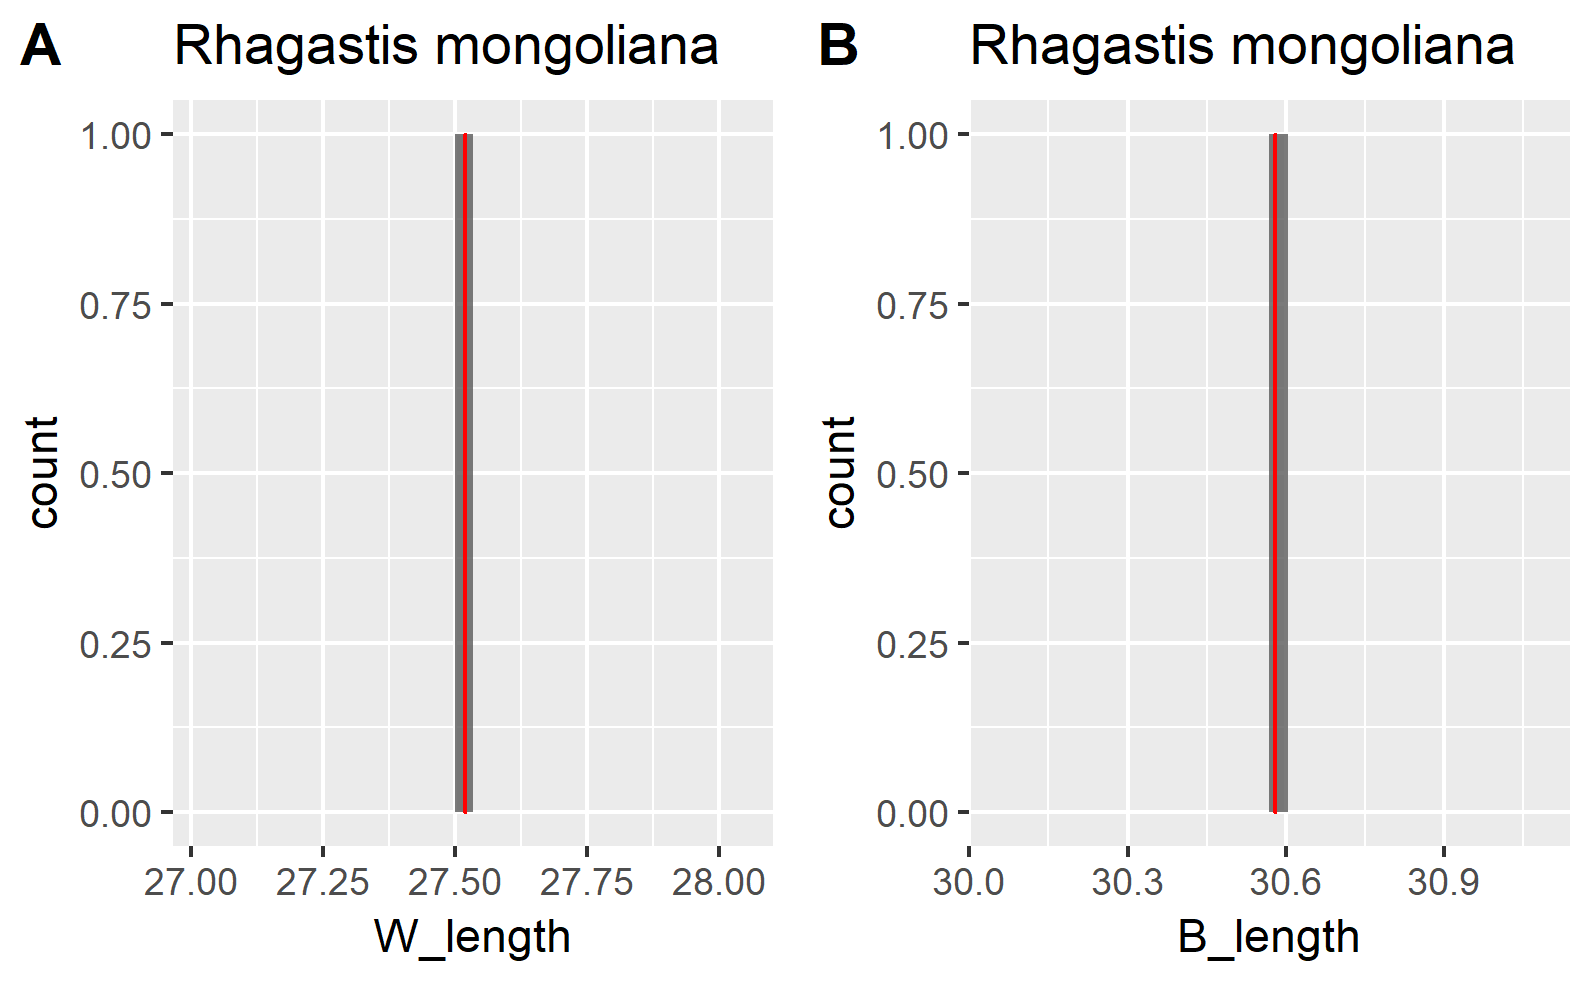 A Rhagastis mongoliana
1.00
0.75
0.50
0.25
0.00
count
27.00 27.25 27.50 27.75 28.00
W_length
B Rhagastis mongoliana
1.00
0.75
0.50
0.25
0.00
count
30.0 30.3 30.6 30.9
B_length